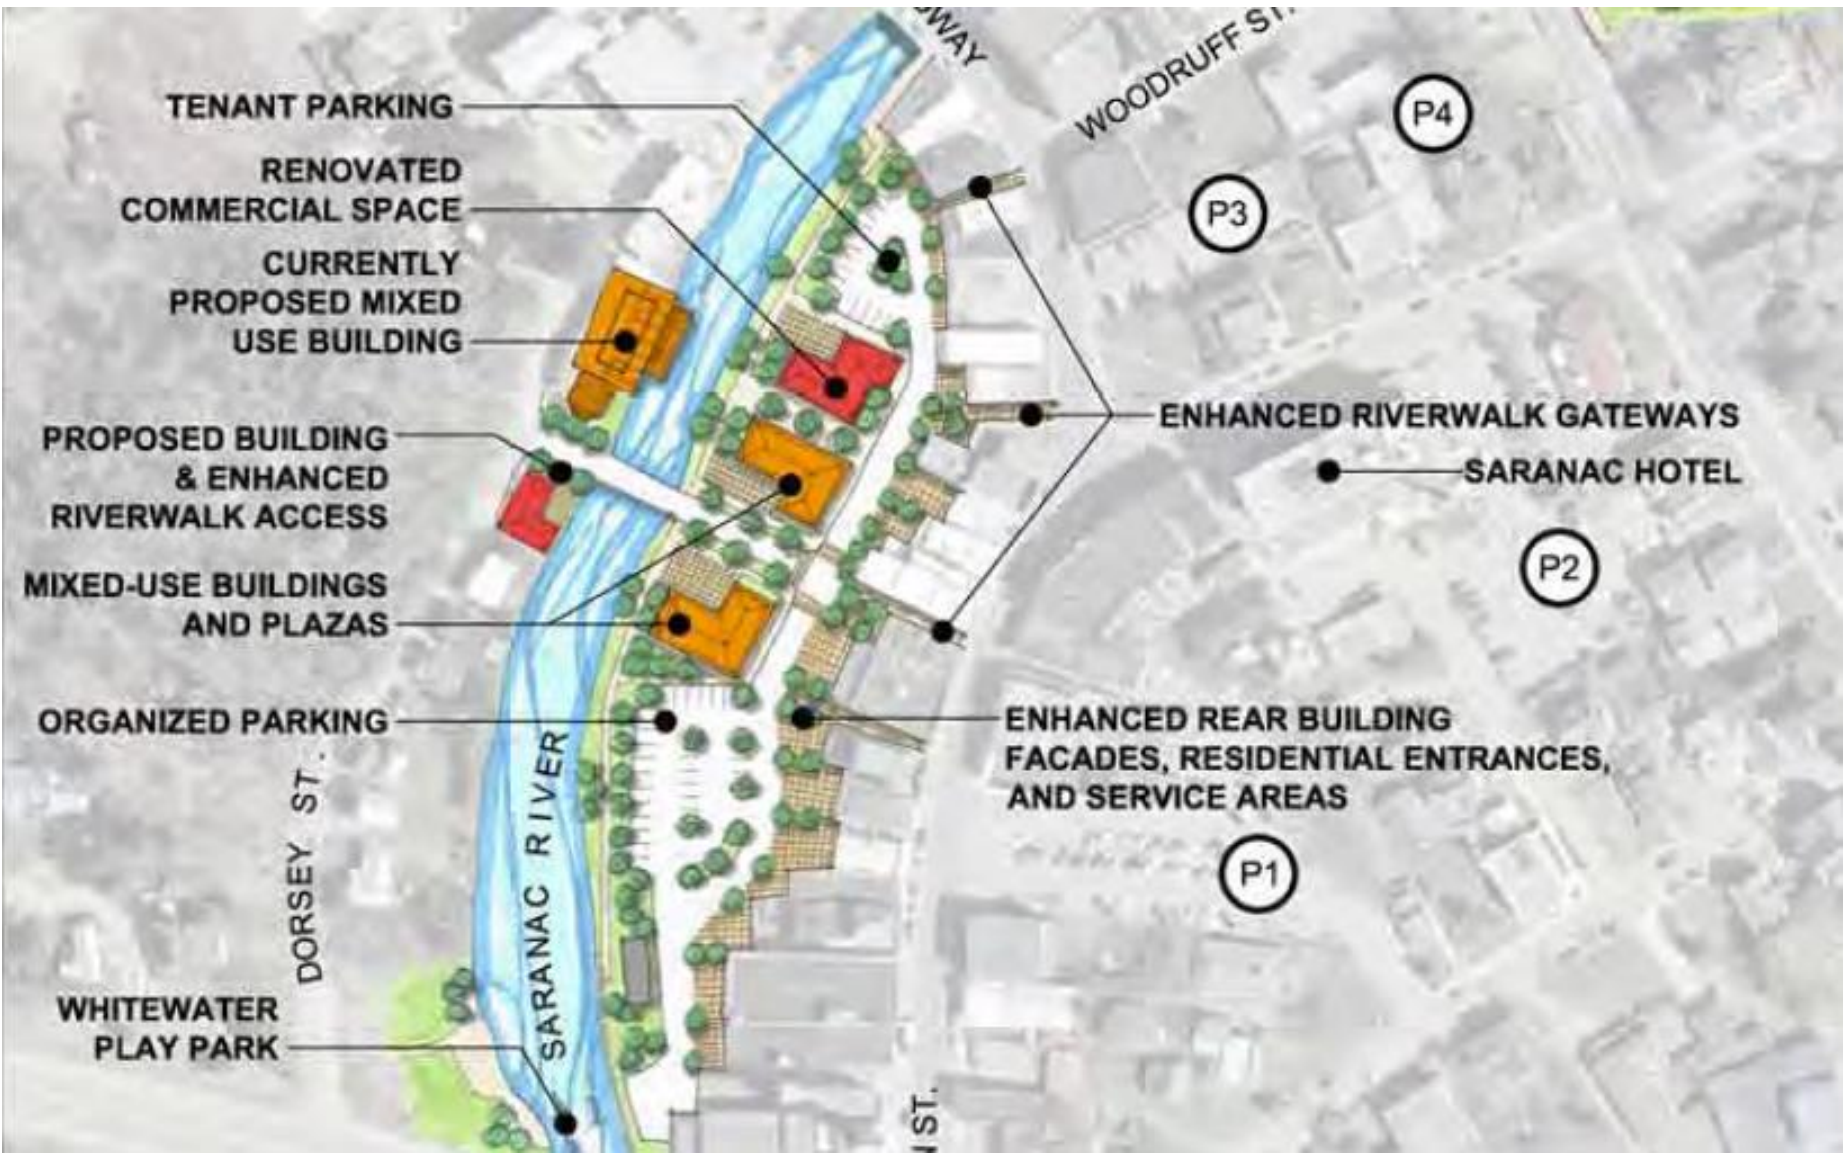 TENANT PARKING
RENOVATED
COMMERCIAL SPACE
CURRENTLY
PROPOSED MIXED
USE BUILDING
PROPOSED BUILDING
& ENHANCED
RIVERWALK ACCESS
MIXED-USE BUILDINGS
AND PLAZAS
ORGANIZED PARKING
DORSEY ST.
SARANAC RIVER
WHITEWATER
PLAY PARK
WOODRUFF ST.
P4
P3
ENHANCED RIVERWALK GATEWAYS
SARANAC HOTEL
P2
ENHANCED REAR BUILDING
FACADES, RESIDENTIAL ENTRANCES,
AND SERVICE AREAS
P1
ST.